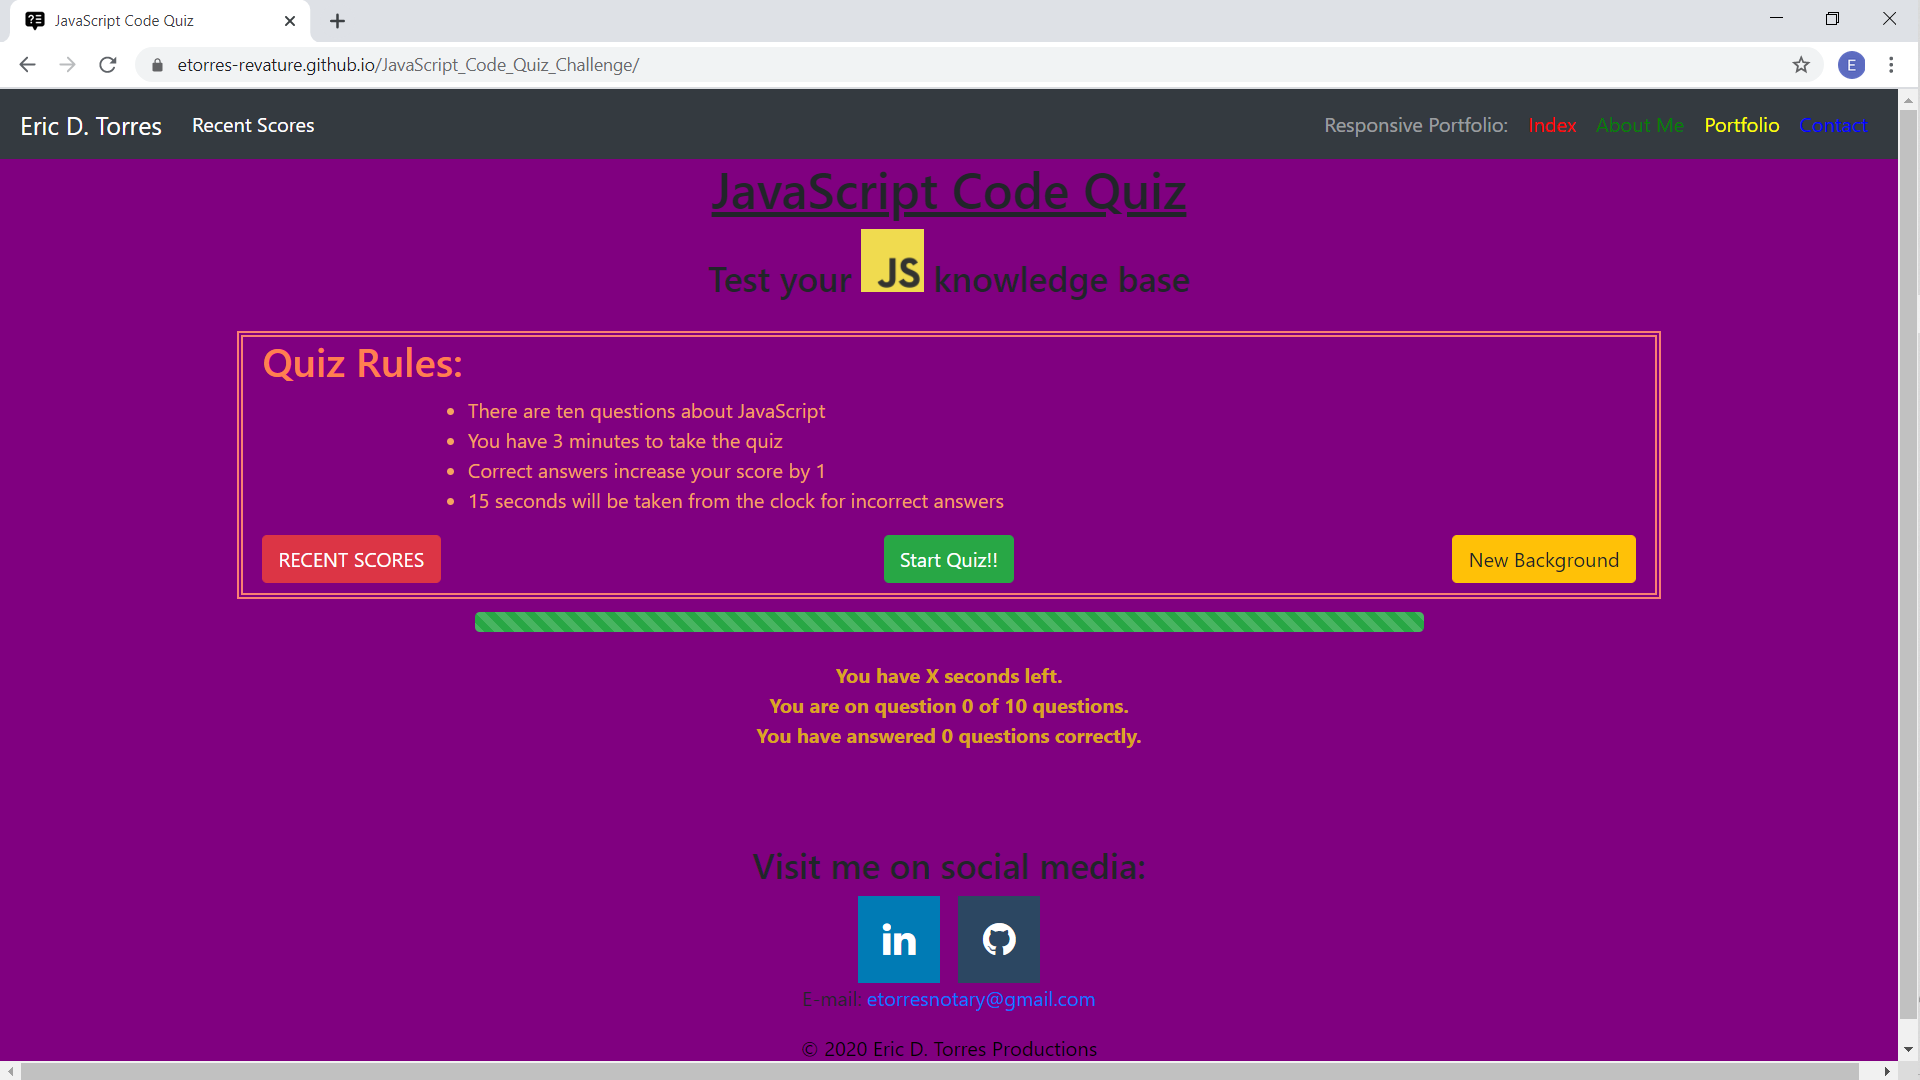 JavaScript Code Quiz
etorres-revature.github.io/JavaScript_Code_Quiz_Challenge/
E
Eric D. Torres Recent Scores Responsive Portfolio: Index About Me Portfolio Contact
JavaScript Code Quiz
Test your JS knowledge base
Quiz Rules:
There are ten questions about JavaScript
You have 3 minutes to take the quiz
Correct answers increase your score by 1
15 seconds will be taken from the clock for incorrect answers
RECENT SCORES Start Quiz!! New Background
You have X seconds left.
You are on question 0 of 10 questions.
You have answered 0 questions correctly.
Visit me on social media:
in
E-mail: etorresnotary@gmail.com
© 2020 Eric D. Torres Productions